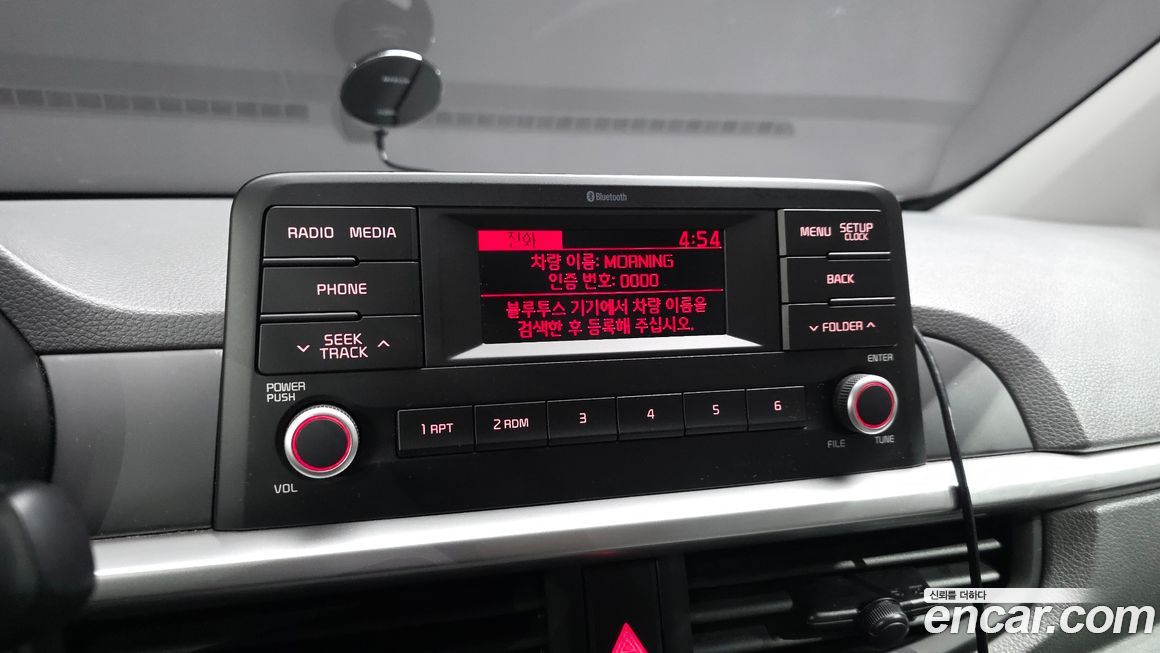 Bluetooth
RADIO MEDIA
PHONE
SEEK
TRACK
POWER
PUSH
VOL
전화 4:54
차량 이름: MORNING
인증 번호: 0000
블루투스 기기에서 차량 이름을
검색한 후 등록해 주십시오.
MENU SETUP
CLOCK
BACK
FOLDER
ENTER
FILE TUNE
1 RPT 2 RDM 3 4 5 6
신뢰를 더하다
encar.com